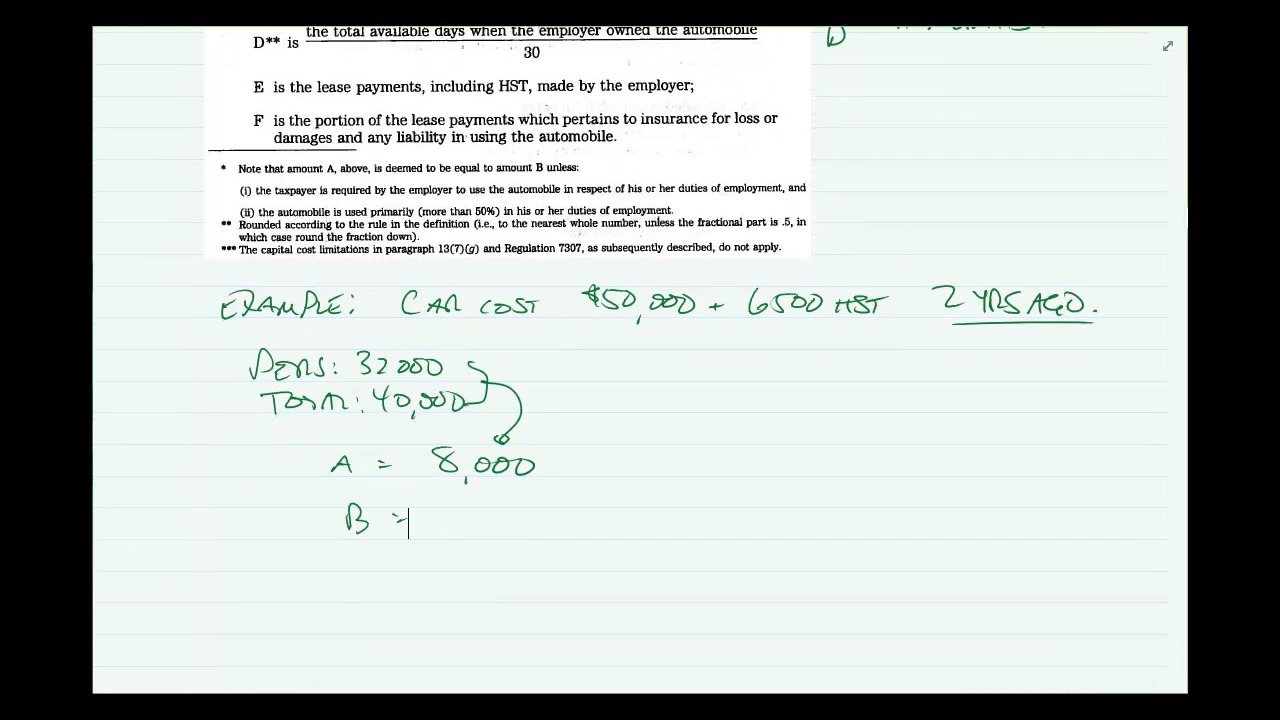 the total available days when the employer owned the automobile
D** is
30
E is the lease payments, including HST, made by the employer;
F is the portion of the lease payments which pertains to insurance for loss or
damages and any liability in using the automobile.
* Note that amount A, above, is deemed to be equal to amount B unless:
(i) the taxpayer is required by the employer to use the automobile in respect of his or her duties of employment, and
(ii) the automobile is used primarily (more than 50%) in his or her duties of employment.
** Rounded according to the rule in the definition (i.e., to the nearest whole number, unless the fractional part is .5, in
which case round the fraction down).
*** The capital cost limitations in paragraph 13(7)(g) and Regulation 7307, as subsequently described, do not apply.
EXAMPLE: CAR COST $50,000 + 6500 HST 2 YRS AGO.
PERS: 32000
TOTAL: 40,000
A = 8,000
B =